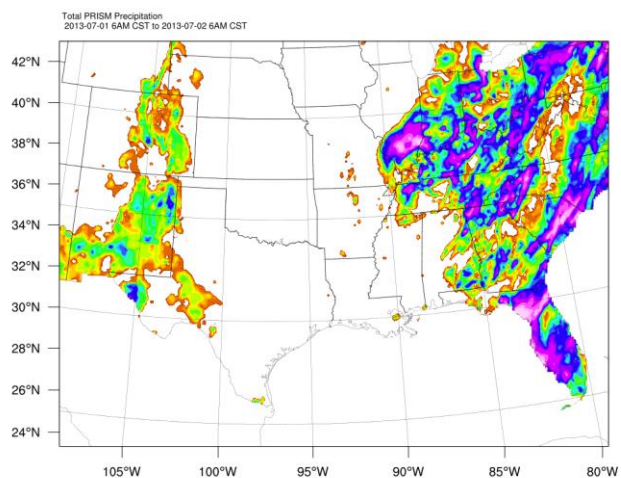 Total PRISM Precipitation
2013-07-01 6AM CST to 2013-07-02 6AM CST
42°N
40°N
38°N
36°N
34°N
32°N
30°N
28°N
26°N
24°N
105°W 100°W 95°W 90°W 85°W 80°W